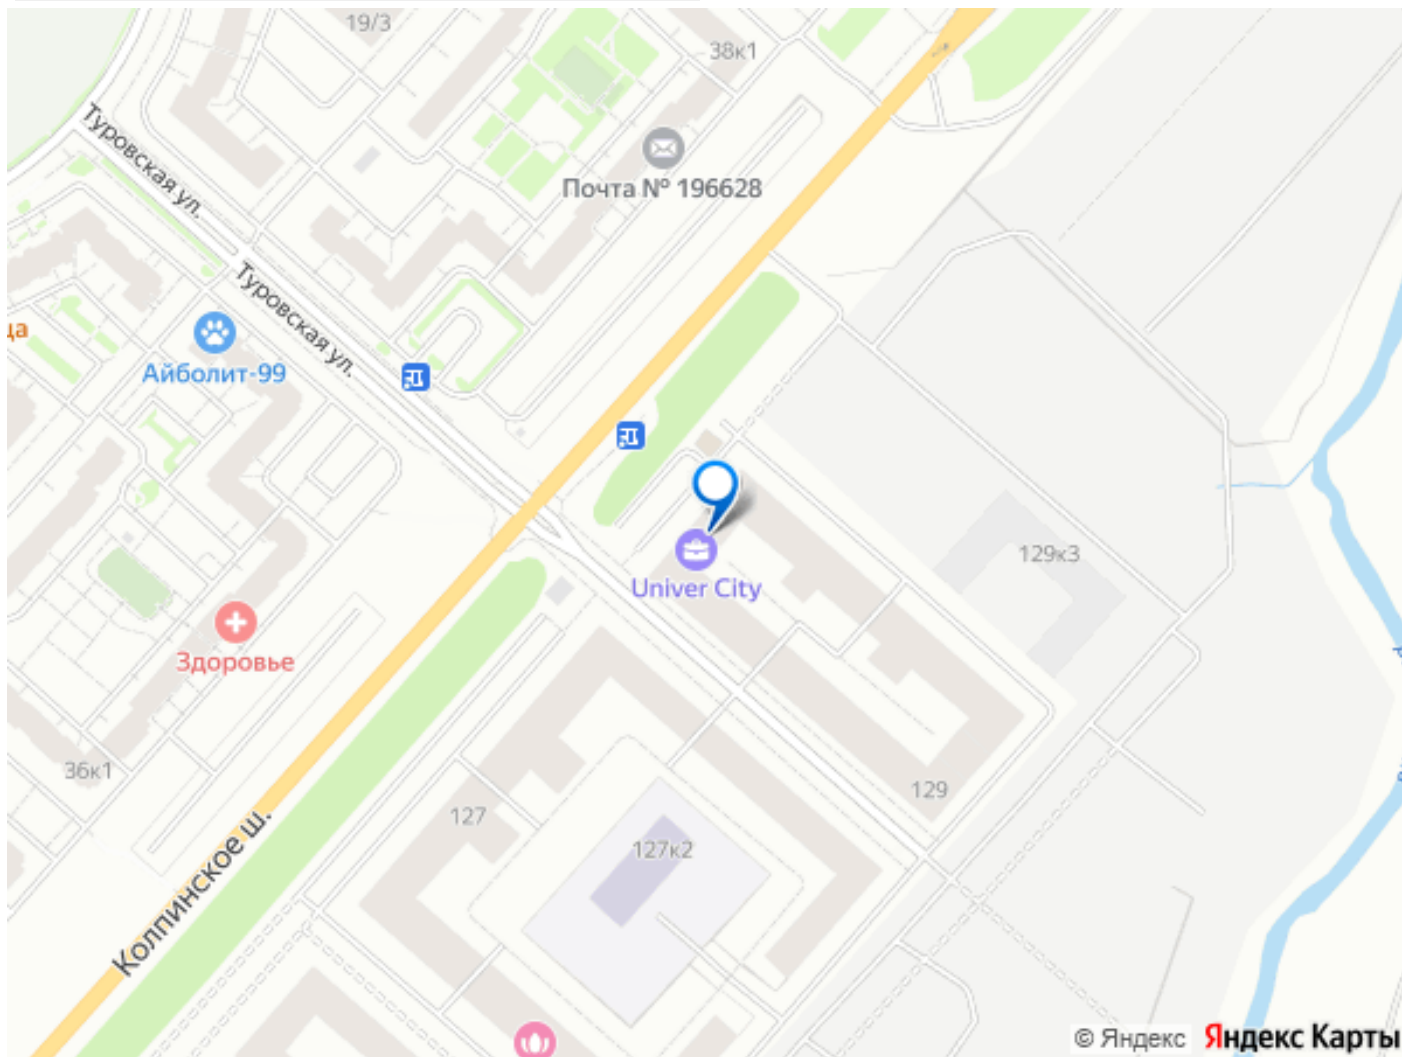 19/3
38к1
Туровская ул.
Почта № 196628
Туровская ул.
ца
Айболит-99
129к3
Univer City
Здоровье
36к1
129
127
127к2
Колпинское ш.
© Яндекс Яндекс Карты